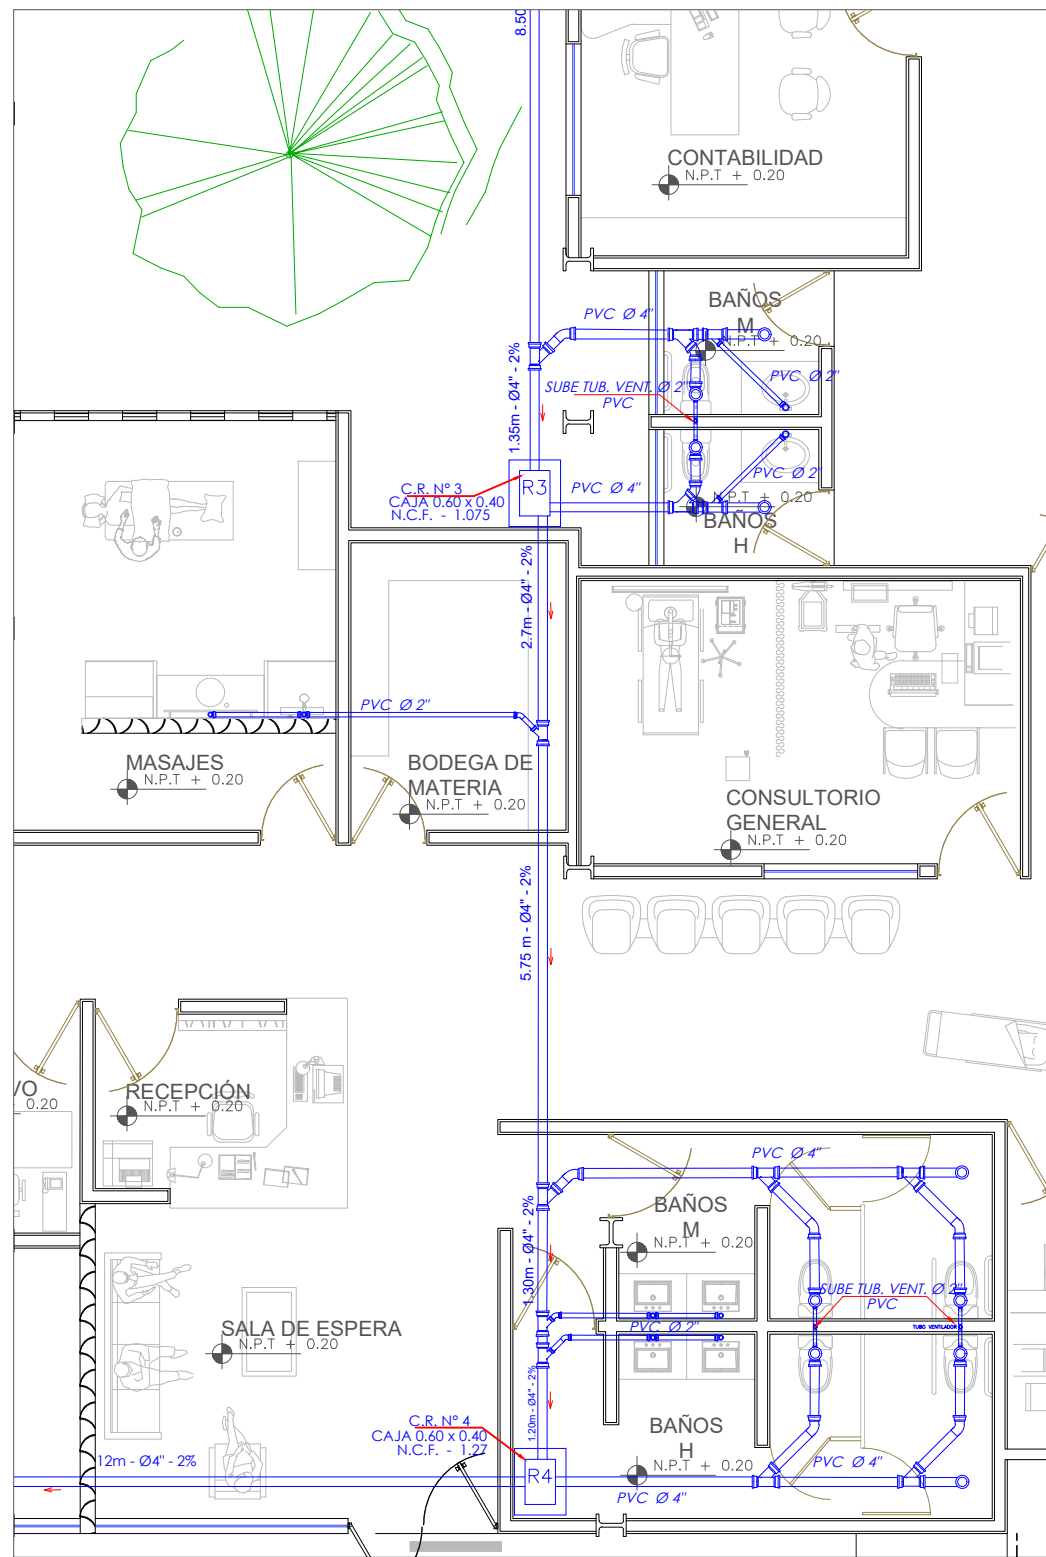 8.50
CONTABILIDAD
N.P.T + 0.20
BAÑOS
M
N.P.T + 0.20
PVC Ø 4"
PVC Ø 2"
SUBE TUB. VENT. Ø 2"
PVC
1.35m - Ø4" - 2%
C.R. Nº 3
CAJA 0.60 x 0.40
N.C.F. - 1.075
R3
PVC Ø 4"
PVC Ø 2"
N.P.T + 0.20
BAÑOS
H
2.7m - Ø4" - 2%
PVC Ø 2"
MASAJES
N.P.T + 0.20
BODEGA DE
MATERIA
N.P.T + 0.20
CONSULTORIO
GENERAL
N.P.T + 0.20
5.75 m - Ø4" - 2%
VO
0.20
RECEPCIÓN
N.P.T + 0.20
PVC Ø 4"
BAÑOS
M
N.P.T + 0.20
1.30m - Ø4" - 2%
SUBE TUB. VENT. Ø 2"
PVC
TUBO VENTILADOR
PVC Ø 2"
SALA DE ESPERA
N.P.T + 0.20
1.20m - Ø4" - 2%
C.R. Nº 4
CAJA 0.60 x 0.40
N.C.F. - 1.27
R4
BAÑOS
H
N.P.T + 0.20
PVC Ø 4"
12m - Ø4" - 2%
PVC Ø 4"